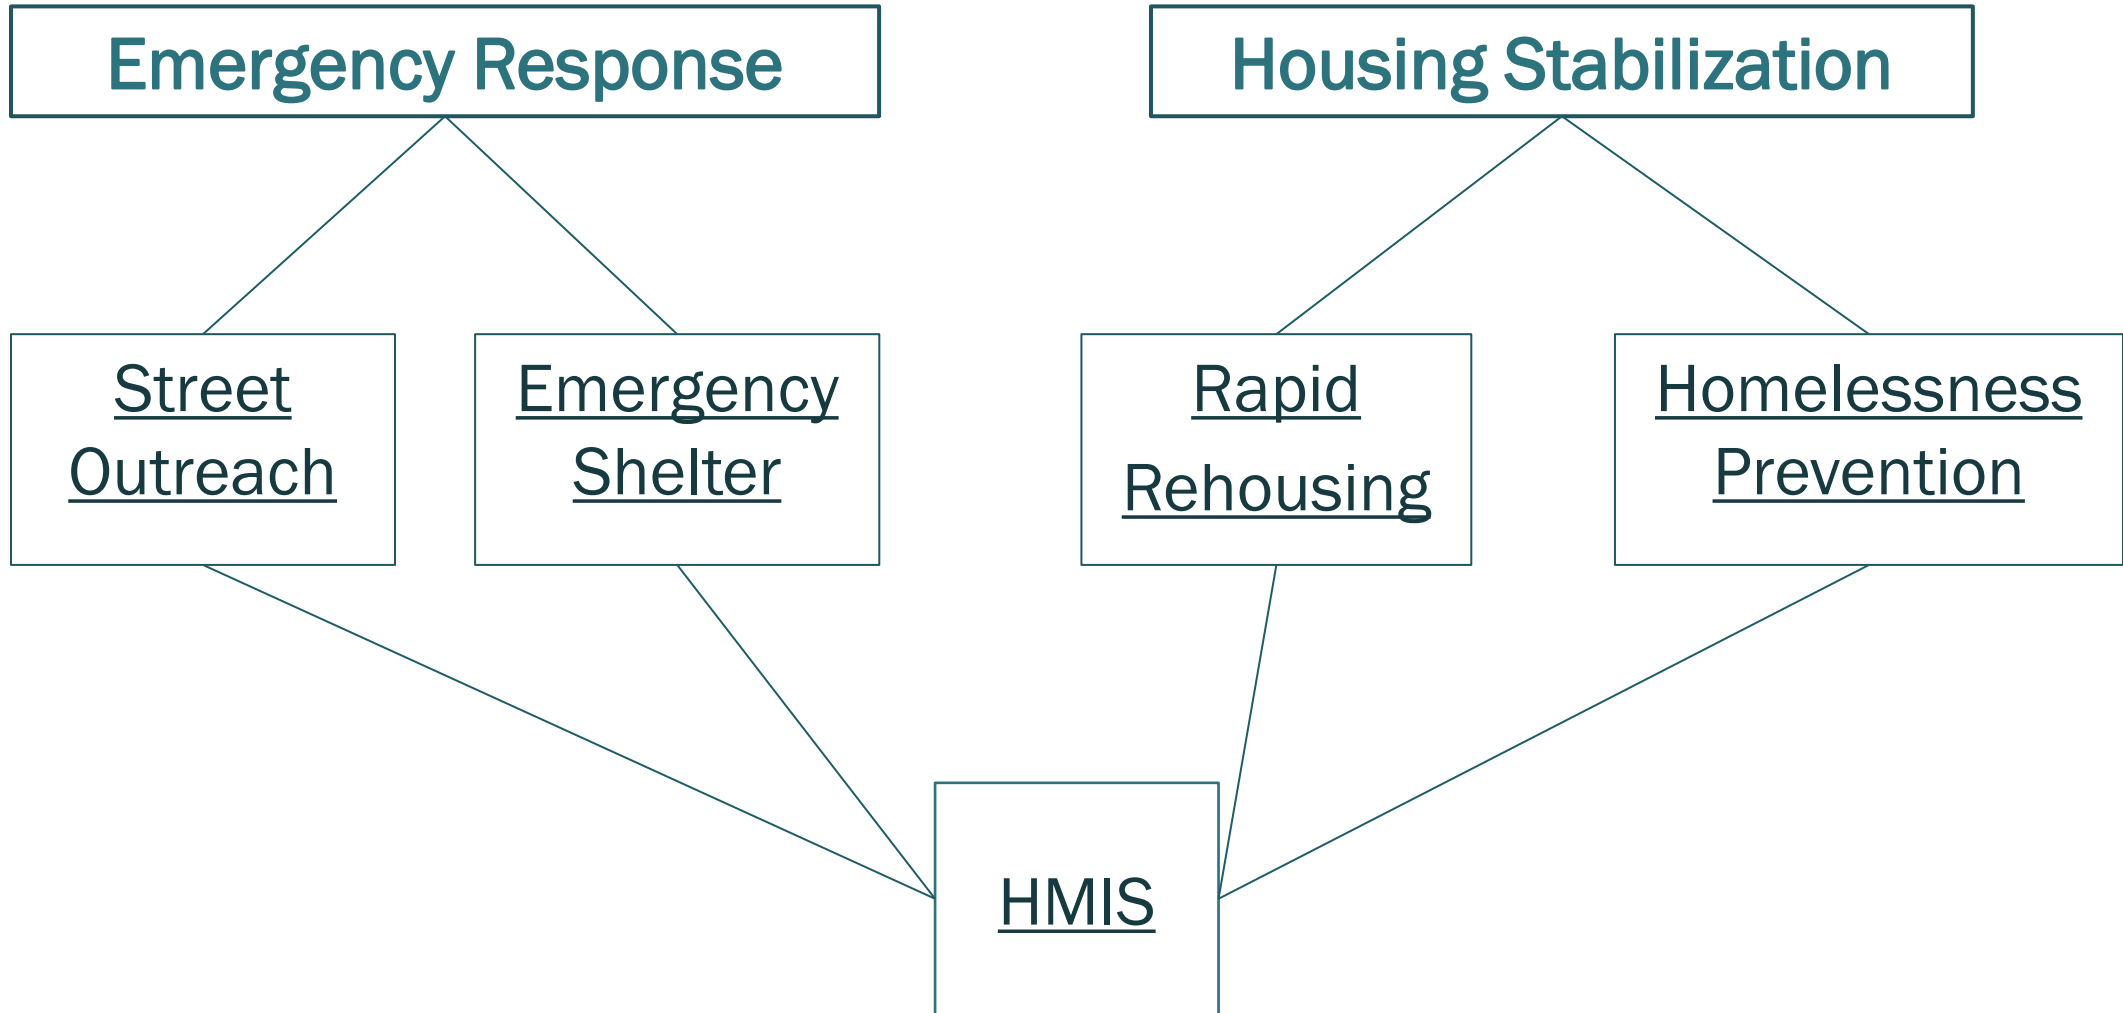 Emergency Response
Housing Stabilization
Street
Outreach
Emergency
Shelter
Rapid
Rehousing
Homelessness
Prevention
HMIS